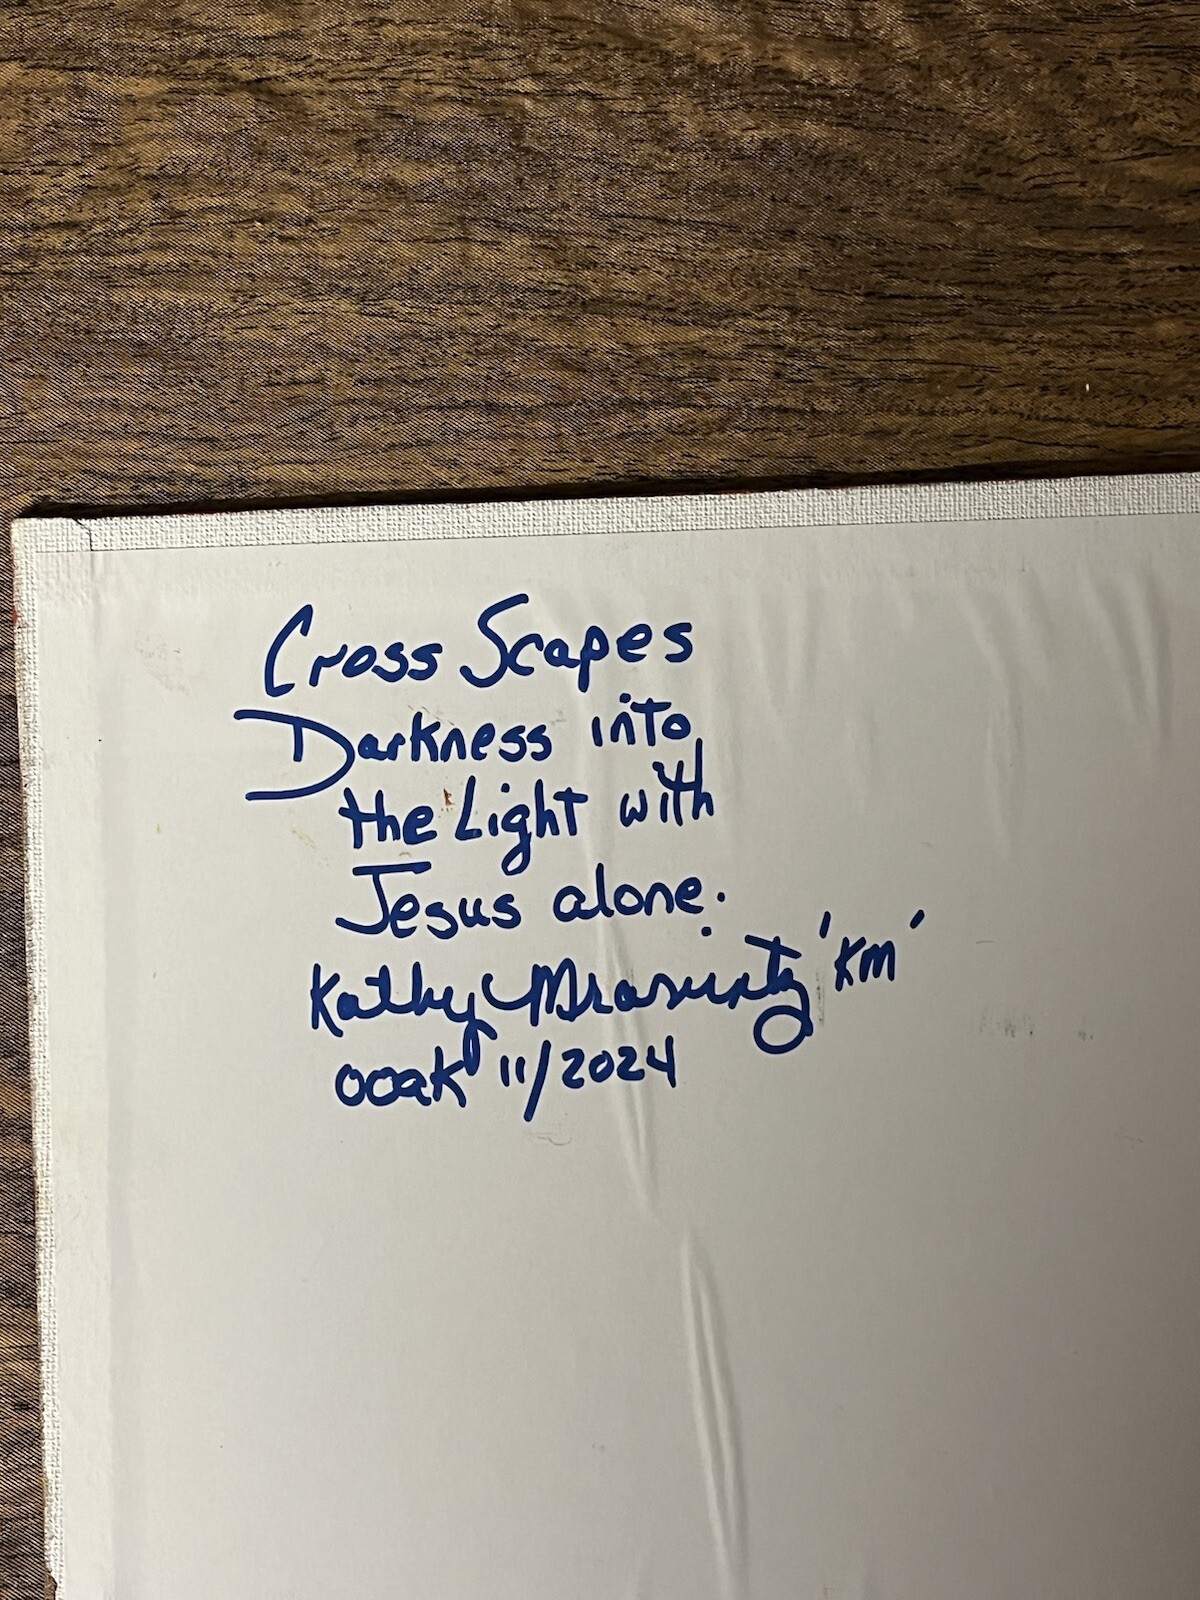 Cross Scapes
Darkness into
the Light with
Jesus alone.
Kathy 'KM'
OOaK 11/2024